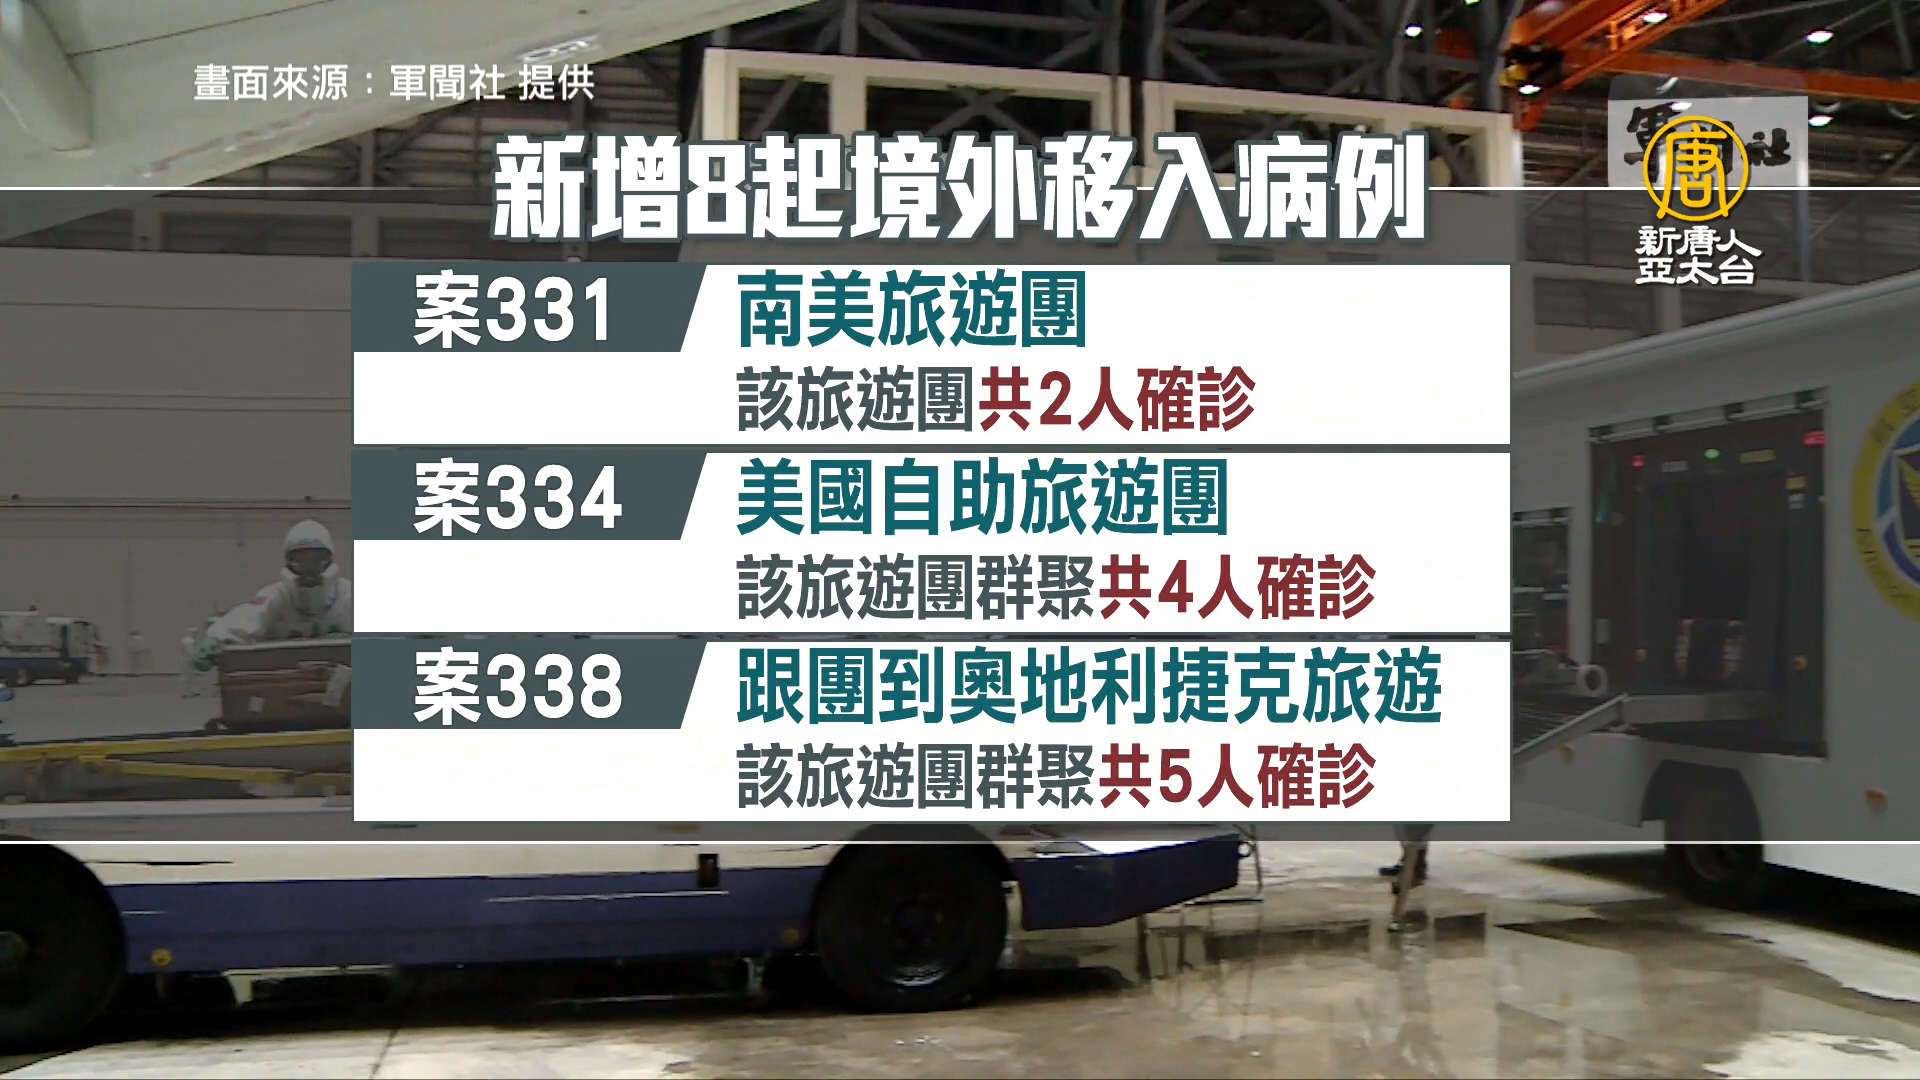 畫面來源：軍聞社 提供
新增8起境外移入病例
唐
新唐人
亞太台
案331 南美旅遊團
該旅遊團共2人確診
案334 美國自助旅遊團
該旅遊團群聚共4人確診
案338 跟團到奧地利捷克旅遊
該旅遊團群聚共5人確診